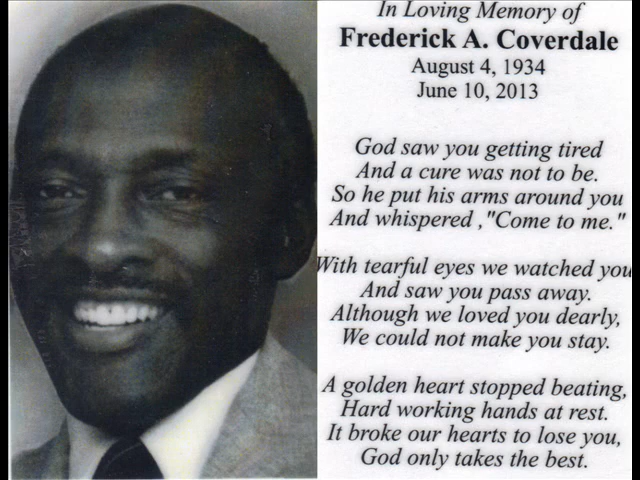 In Loving Memory of
Frederick A. Coverdale
August 4, 1934
June 10, 2013
God saw you getting tired
And a cure was not to be.
So he put his arms around you
And whispered ,"Come to me."
With tearful eyes we watched you
And saw you pass away.
Although we loved you dearly,
We could not make you stay.
A golden heart stopped beating,
Hard working hands at rest.
It broke our hearts to lose you,
God only takes the best.